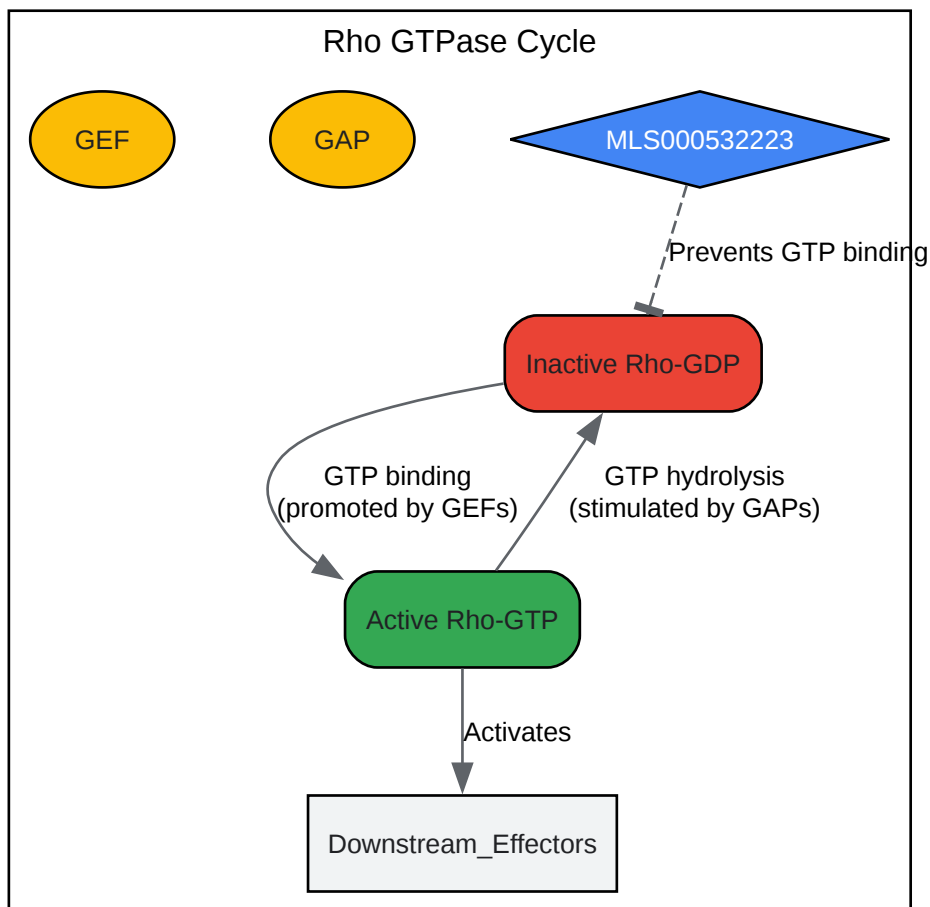 Rho GTPase Cycle
GEF
GAP
MLS000532223
Prevents GTP binding
Inactive Rho-GDP
GTP binding
(promoted by GEFs)
GTP hydrolysis
(stimulated by GAPs)
Active Rho-GTP
Activates
Downstream_Effectors